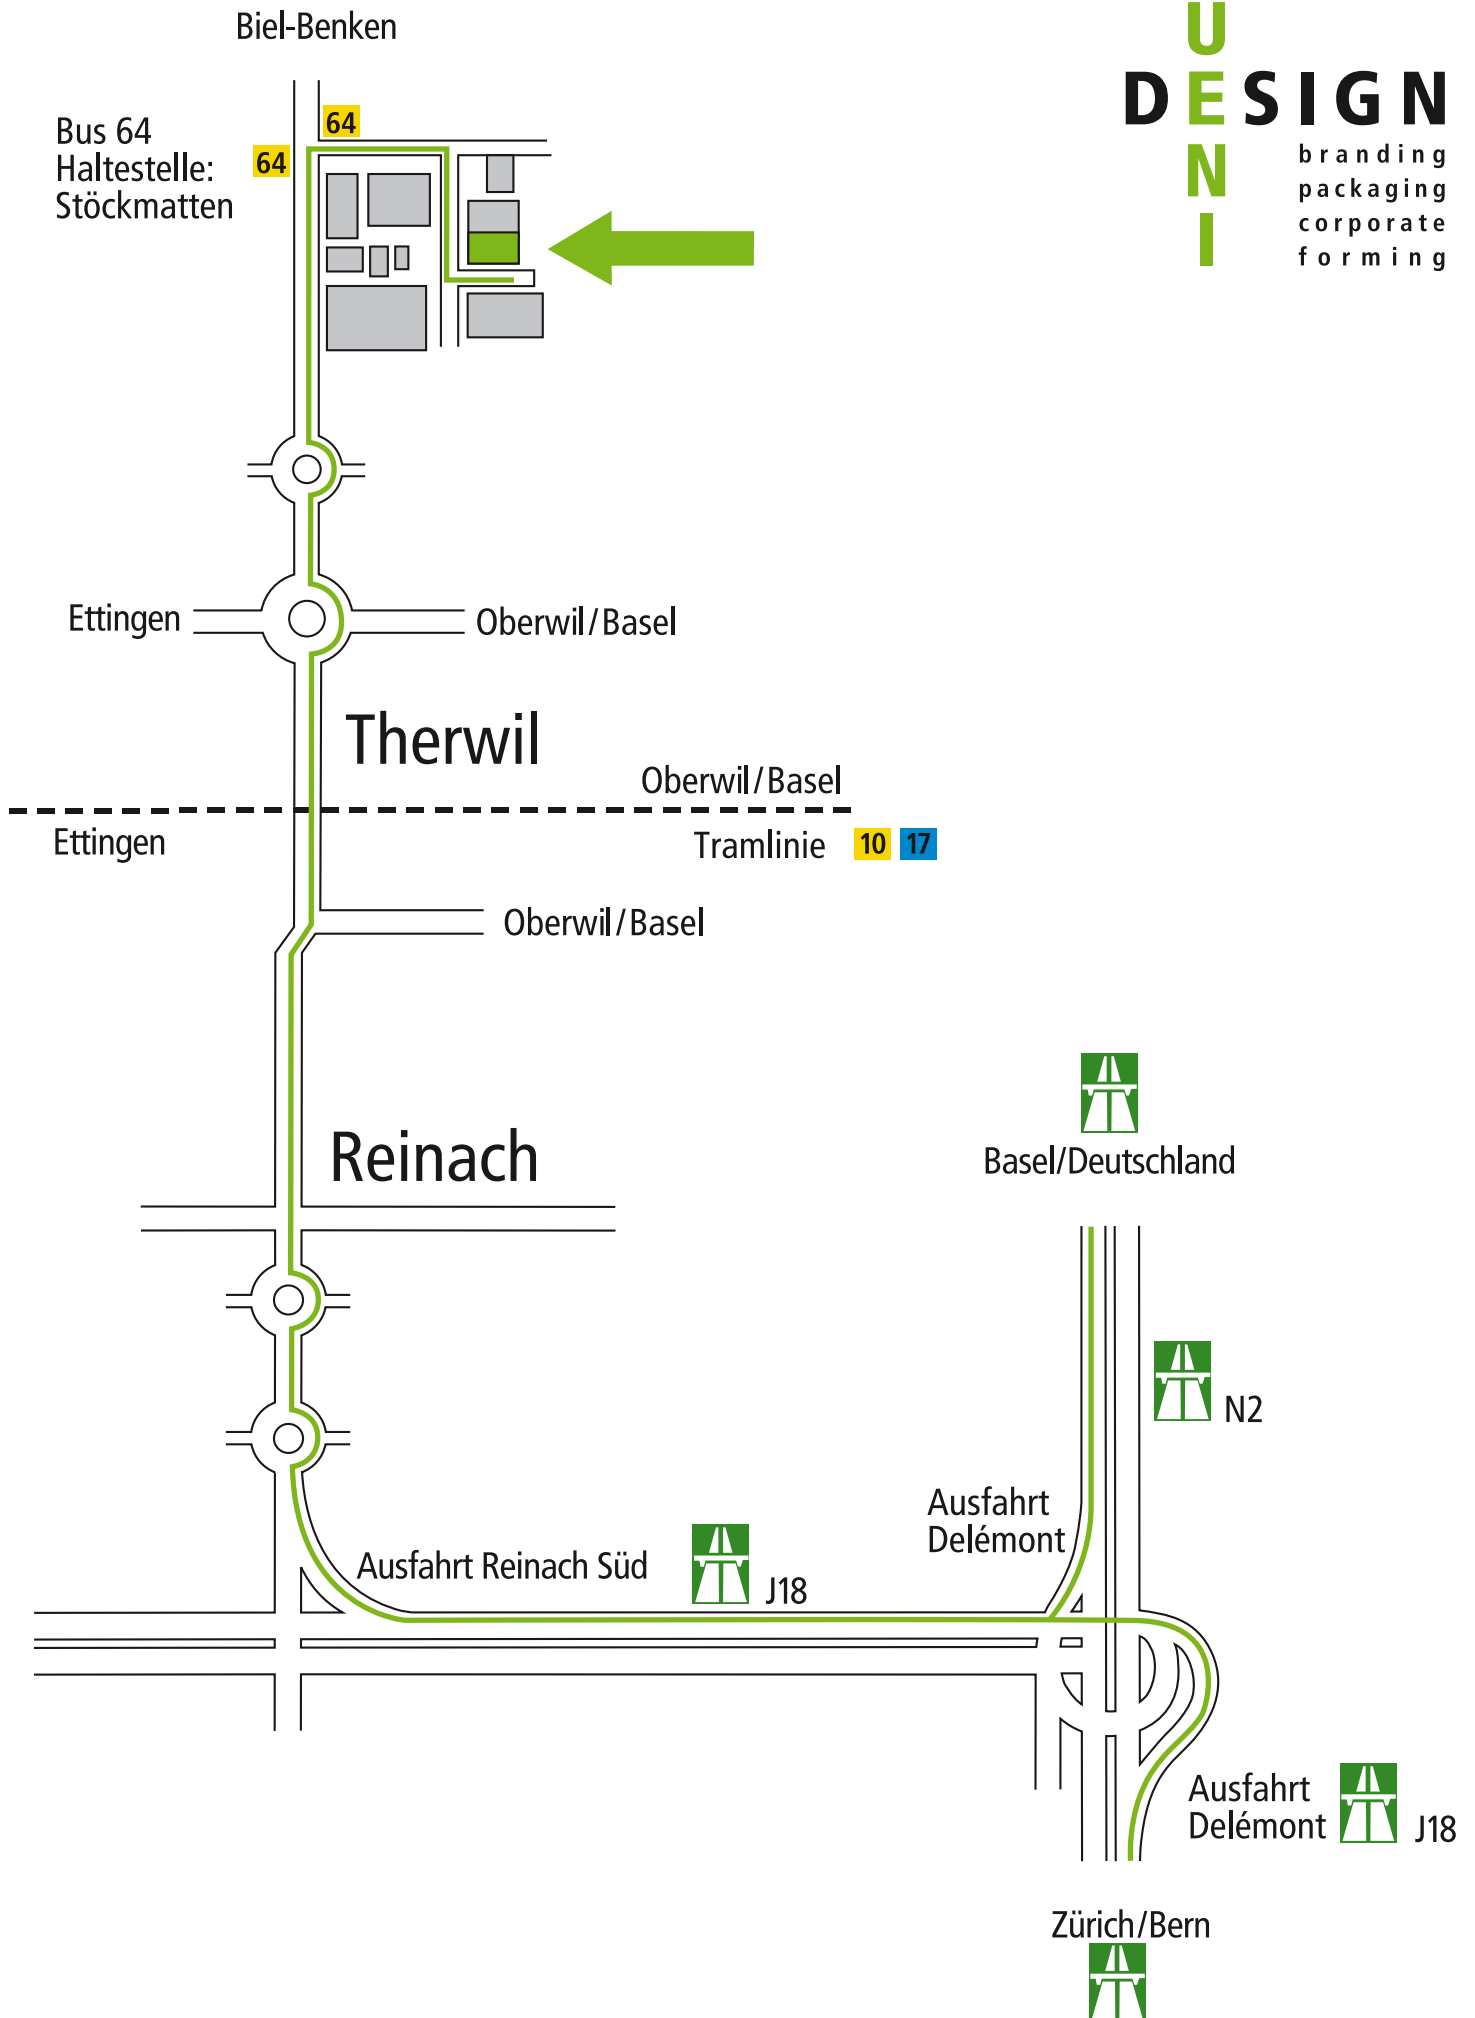 Biel-Benken
UENI
DESIGN
branding
packaging
corporate
forming
Bus 64
Haltestelle:
Stöckmatten
64
64
Ettingen
Oberwil/Basel
Therwil
Oberwil/Basel
Ettingen
Tramlinie 10 17
Oberwil/Basel
Reinach
Basel/Deutschland
N2
Ausfahrt
Delémont
Ausfahrt Reinach Süd
J18
Ausfahrt
Delémont
J18
Zürich/Bern